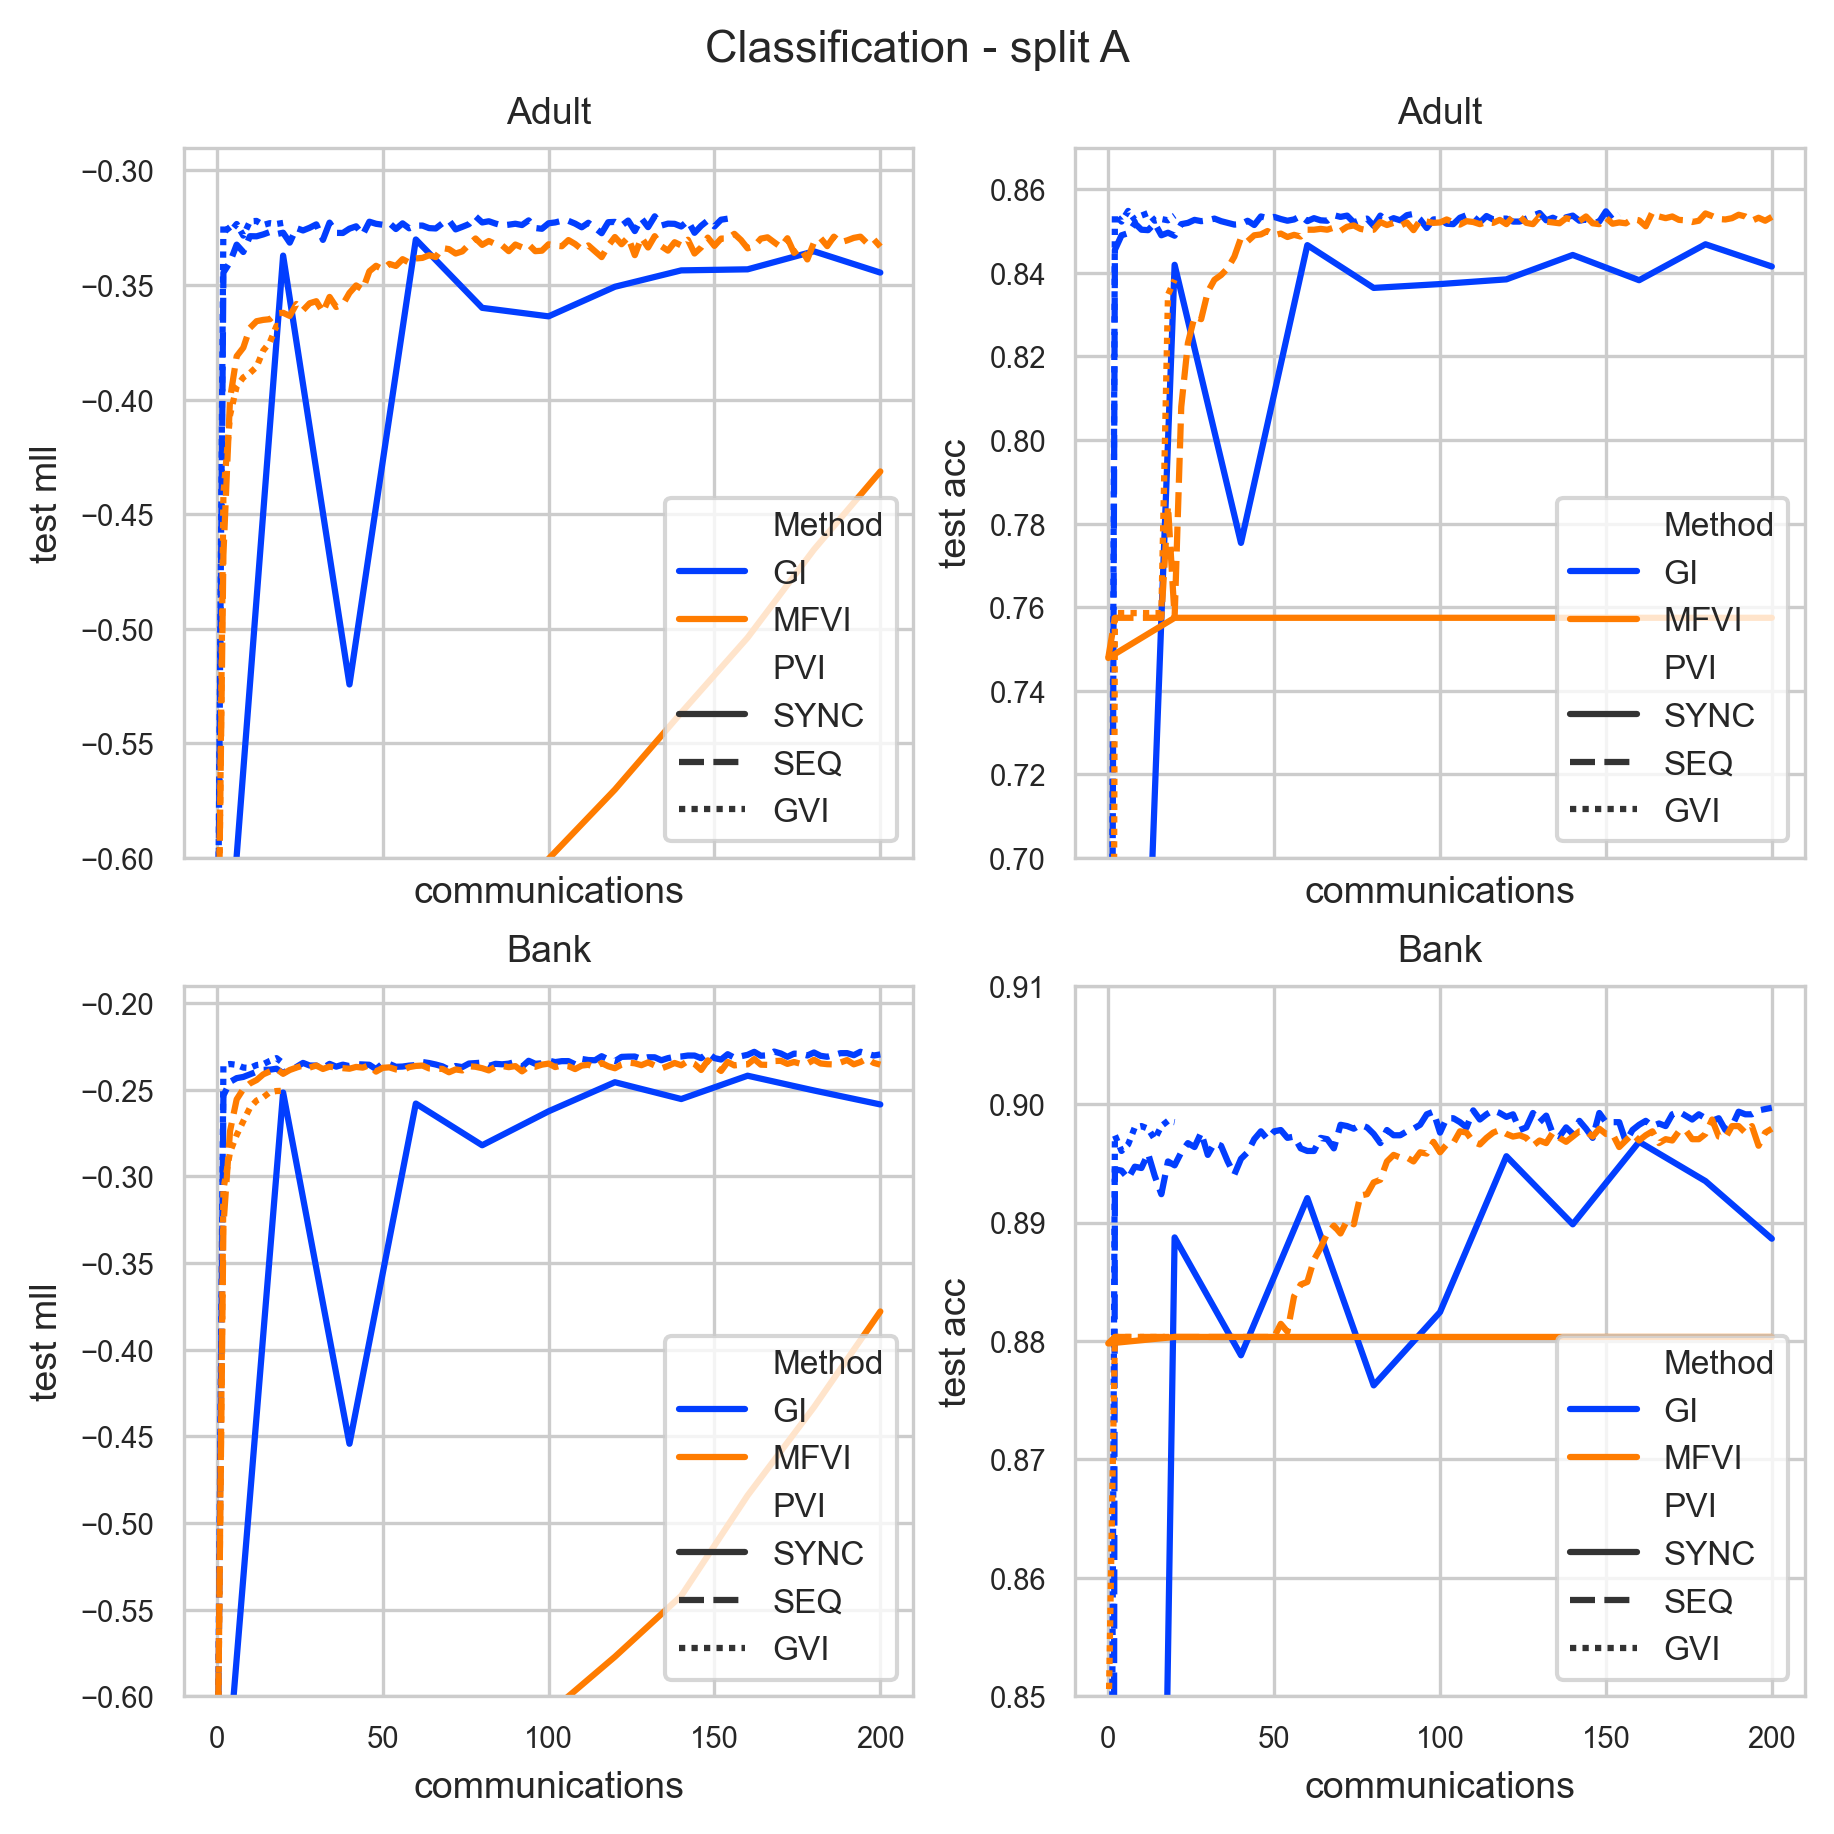 Classification - split A
Adult
−0.30
−0.35
−0.40
−0.45
−0.50
−0.55
−0.60
test mll
communications
Method
GI
MFVI
PVI
SYNC
SEQ
GVI
Adult
0.86
0.84
0.82
0.80
0.78
0.76
0.74
0.72
0.70
test acc
communications
Method
GI
MFVI
PVI
SYNC
SEQ
GVI
Bank
−0.20
−0.25
−0.30
−0.35
−0.40
−0.45
−0.50
−0.55
−0.60
test mll
0 50 100 150 200
communications
Method
GI
MFVI
PVI
SYNC
SEQ
GVI
Bank
0.91
0.90
0.89
0.88
0.87
0.86
0.85
test acc
0 50 100 150 200
communications
Method
GI
MFVI
PVI
SYNC
SEQ
GVI